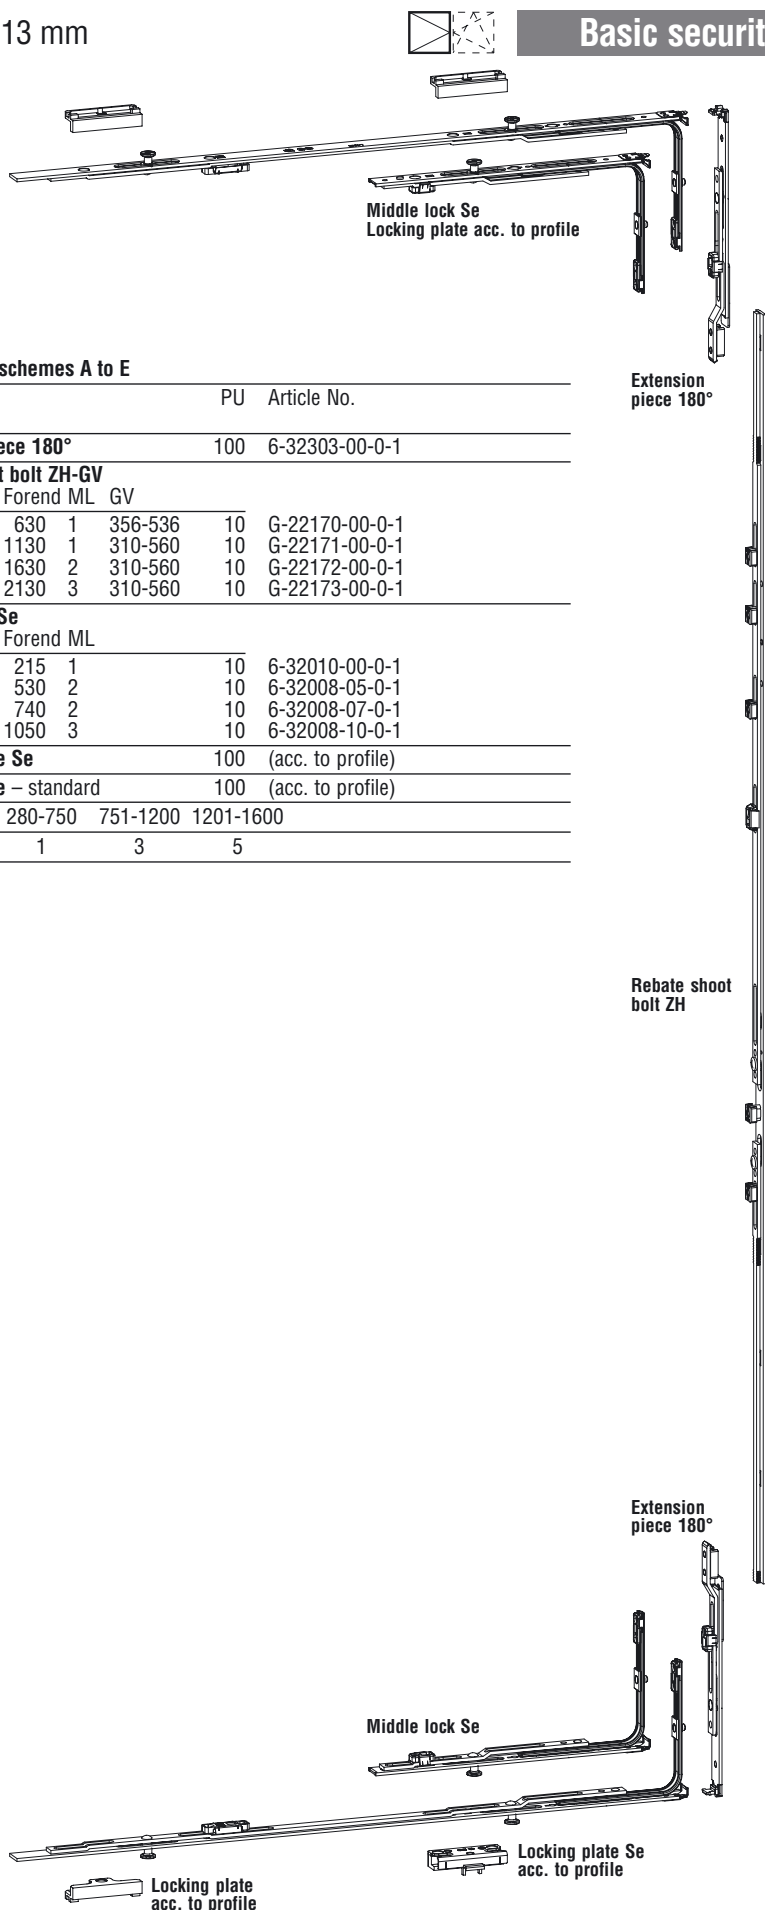 13 mm
Basic securit
Middle lock Se
Locking plate acc. to profile
schemes A to E
Extension
piece 180°
PU Article No.
ece 180° 100 6-32303-00-0-1
t bolt ZH-GV
Forend ML GV
630 1 356-536 10 G-22170-00-0-1
1130 1 310-560 10 G-22171-00-0-1
1630 2 310-560 10 G-22172-00-0-1
2130 3 310-560 10 G-22173-00-0-1
Se
Forend ML
215 1 10 6-32010-00-0-1
530 2 10 6-32008-05-0-1
740 2 10 6-32008-07-0-1
1050 3 10 6-32008-10-0-1
e Se 100 (acc. to profile)
e – standard 100 (acc. to profile)
280-750 751-1200 1201-1600
1 3 5
Rebate shoot
bolt ZH
Extension
piece 180°
Middle lock Se
Locking plate Se
acc. to profile
Locking plate
acc. to profile